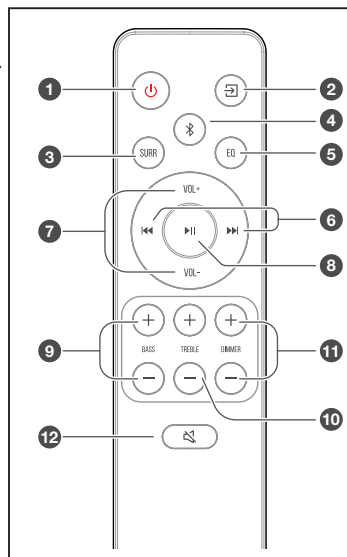 1
2
4
3
SURR
EQ
5
VOL+
6
7
8
VOL-
9
BASS
TREBLE
DIMMER
11
10
12